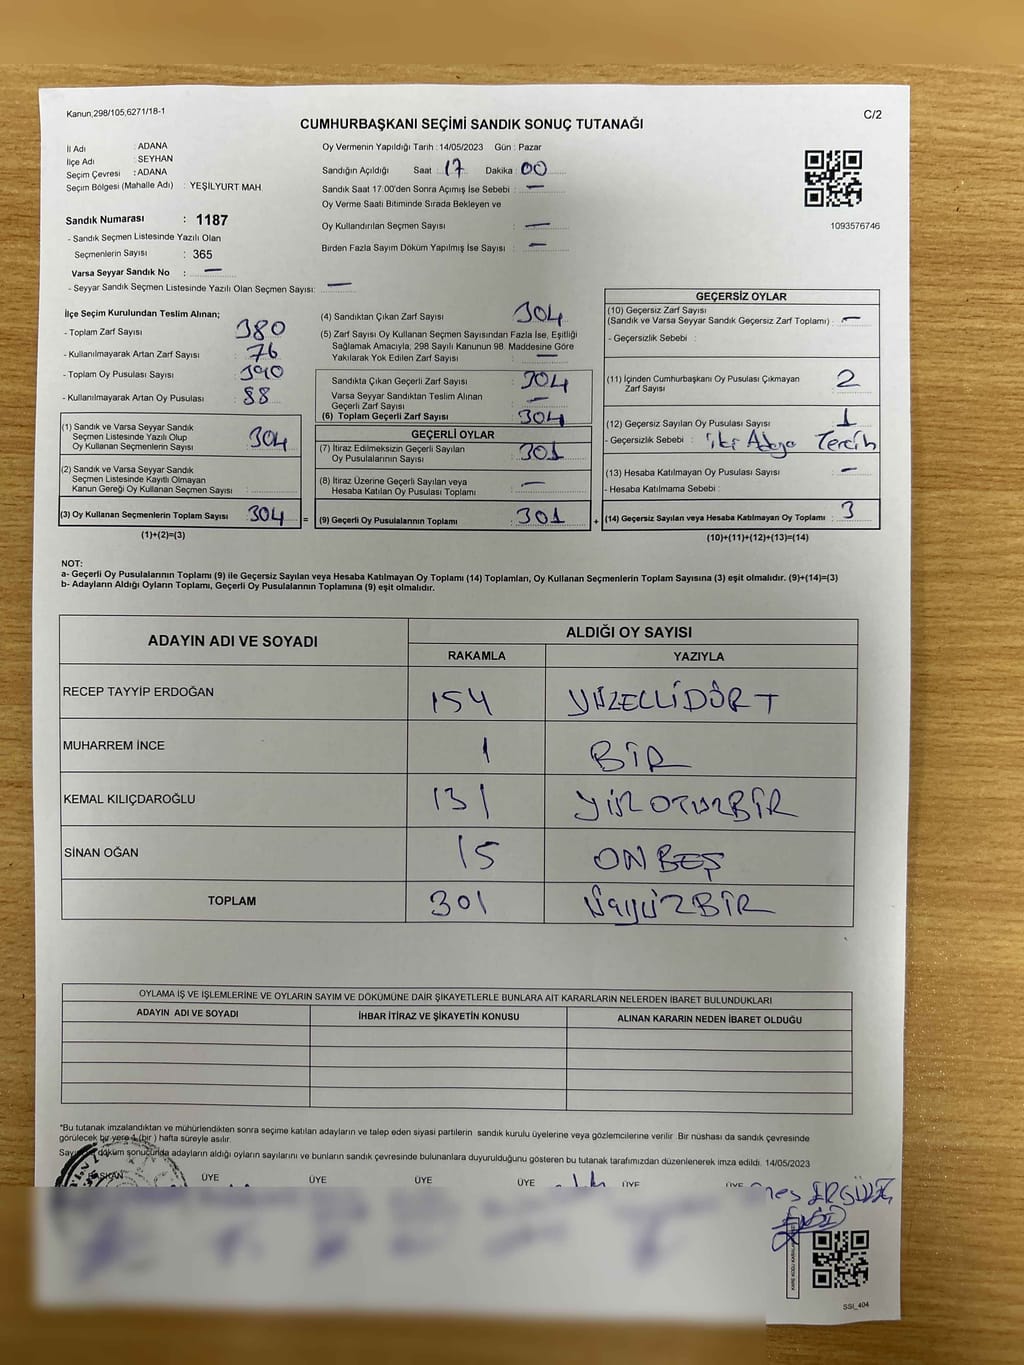 Kanun,298/105,6271/18-1
C/2
CUMHURBAŞKANI SEÇİMİ SANDIK SONUÇ TUTANAĞI
İl Adı : ADANA
İlçe Adı : SEYHAN
Seçim Çevresi : ADANA
Seçim Bölgesi (Mahalle Adı) : YEŞİLYURT MAH.
Sandık Numarası : 1187
- Sandık Seçmen Listesinde Yazılı Olan
Seçmenlerin Sayısı : 365
Varsa Seyyar Sandık No : —
- Seyyar Sandık Seçmen Listesinde Yazılı Olan Seçmen Sayısı: —
Oy Vermenin Yapıldığı Tarih :14/05/2023 Gün : Pazar
Sandığın Açıldığı Saat : 17 Dakika : 00
Sandık Saat 17.00'den Sonra Açımış İse Sebebi : —
Oy Verme Saati Bitiminde Sırada Bekleyen ve
Oy Kullandırılan Seçmen Sayısı : —
Birden Fazla Sayım Döküm Yapılmış İse Sayısı : —
1093576746
İlçe Seçim Kurulundan Teslim Alınan;
- Toplam Zarf Sayısı : 380
- Kullanılmayarak Artan Zarf Sayısı : 76
- Toplam Oy Pusulası Sayısı : 390
- Kullanılmayarak Artan Oy Pusulası : 88
(1) Sandık ve Varsa Seyyar Sandık
Seçmen Listesinde Yazılı Olup
Oy Kullanan Seçmenlerin Sayısı : 304
(2) Sandık ve Varsa Seyyar Sandık
Seçmen Listesinde Kayıtlı Olmayan
Kanun Gereği Oy Kullanan Seçmen Sayısı :
(3) Oy Kullanan Seçmenlerin Toplam Sayısı : 304 =
(1)+(2)=(3)
(4) Sandıktan Çıkan Zarf Sayısı : 304
(5) Zarf Sayısı Oy Kullanan Seçmen Sayısından Fazla İse, Eşitliği
Sağlamak Amacıyla, 298 Sayılı Kanunun 98. Maddesine Göre
Yakılarak Yok Edilen Zarf Sayısı : —
Sandıkta Çıkan Geçerli Zarf Sayısı : 304
Varsa Seyyar Sandıktan Teslim Alınan
Geçerli Zarf Sayısı : —
(6) Toplam Geçerli Zarf Sayısı : 304
GEÇERLİ OYLAR
(7) İtiraz Edilmeksizin Geçerli Sayılan
Oy Pusulalarının Sayısı : 301
(8) İtiraz Üzerine Geçerli Sayılan veya
Hesaba Katılan Oy Pusulası Toplamı : —
(9) Geçerli Oy Pusulalarının Toplamı : 301 +
GEÇERSİZ OYLAR
(10) Geçersiz Zarf Sayısı
(Sandık ve Varsa Seyyar Sandık Geçersiz Zarf Toplamı) : —
- Geçersizlik Sebebi :
(11) İçinden Cumhurbaşkanı Oy Pusulası Çıkmayan
Zarf Sayısı : 2
(12) Geçersiz Sayılan Oy Pusulası Sayısı : 1
- Geçersizlik Sebebi : iki Adaya Tercih
(13) Hesaba Katılmayan Oy Pusulası Sayısı : —
- Hesaba Katılmama Sebebi :
(14) Geçersiz Sayılan veya Hesaba Katılmayan Oy Toplamı : 3
(10)+(11)+(12)+(13)=(14)
NOT:
a- Geçerli Oy Pusulalarının Toplamı (9) ile Geçersiz Sayılan veya Hesaba Katılmayan Oy Toplamı (14) Toplamları, Oy Kullanan Seçmenlerin Toplam Sayısına (3) eşit olmalıdır. (9)+(14)=(3)
b- Adayların Aldığı Oyların Toplamı, Geçerli Oy Pusulalarının Toplamına (9) eşit olmalıdır.
ADAYIN ADI VE SOYADI
ALDIĞI OY SAYISI
RAKAMLA YAZIYLA
RECEP TAYYİP ERDOĞAN 154 YÜZELLİDÖRT
MUHARREM İNCE 1 BİR
KEMAL KILIÇDAROĞLU 131 YÜZOTUZBİR
SİNAN OĞAN 15 ONBEŞ
TOPLAM 301 ÜÇYÜZBİR
OYLAMA İŞ VE İŞLEMLERİNE VE OYLARIN SAYIM VE DÖKÜMÜNE DAİR ŞİKAYETLERLE BUNLARA AİT KARARLARIN NELERDEN İBARET BULUNDUKLARI
ADAYIN ADI VE SOYADI İHBAR İTİRAZ VE ŞİKAYETİN KONUSU ALINAN KARARIN NEDEN İBARET OLDUĞU
*Bu tutanak imzalandıktan ve mühürlendikten sonra seçime katılan adayların ve talep eden siyasi partilerin sandık kurulu üyelerine veya gözlemcilerine verilir. Bir nüshası da sandık çevresinde
görülecek bir yere 1 (bir ) hafta süreyle asılır.
Sayım döküm sonucunda adayların aldığı oyların sayılarını ve bunların sandık çevresinde bulunanlara duyurulduğunu gösteren bu tutanak tarafımızdan düzenlenerek imza edildi. 14/05/2023
BAŞKAN ÜYE ÜYE ÜYE ÜYE ÜYE ÜYE
SSI_404